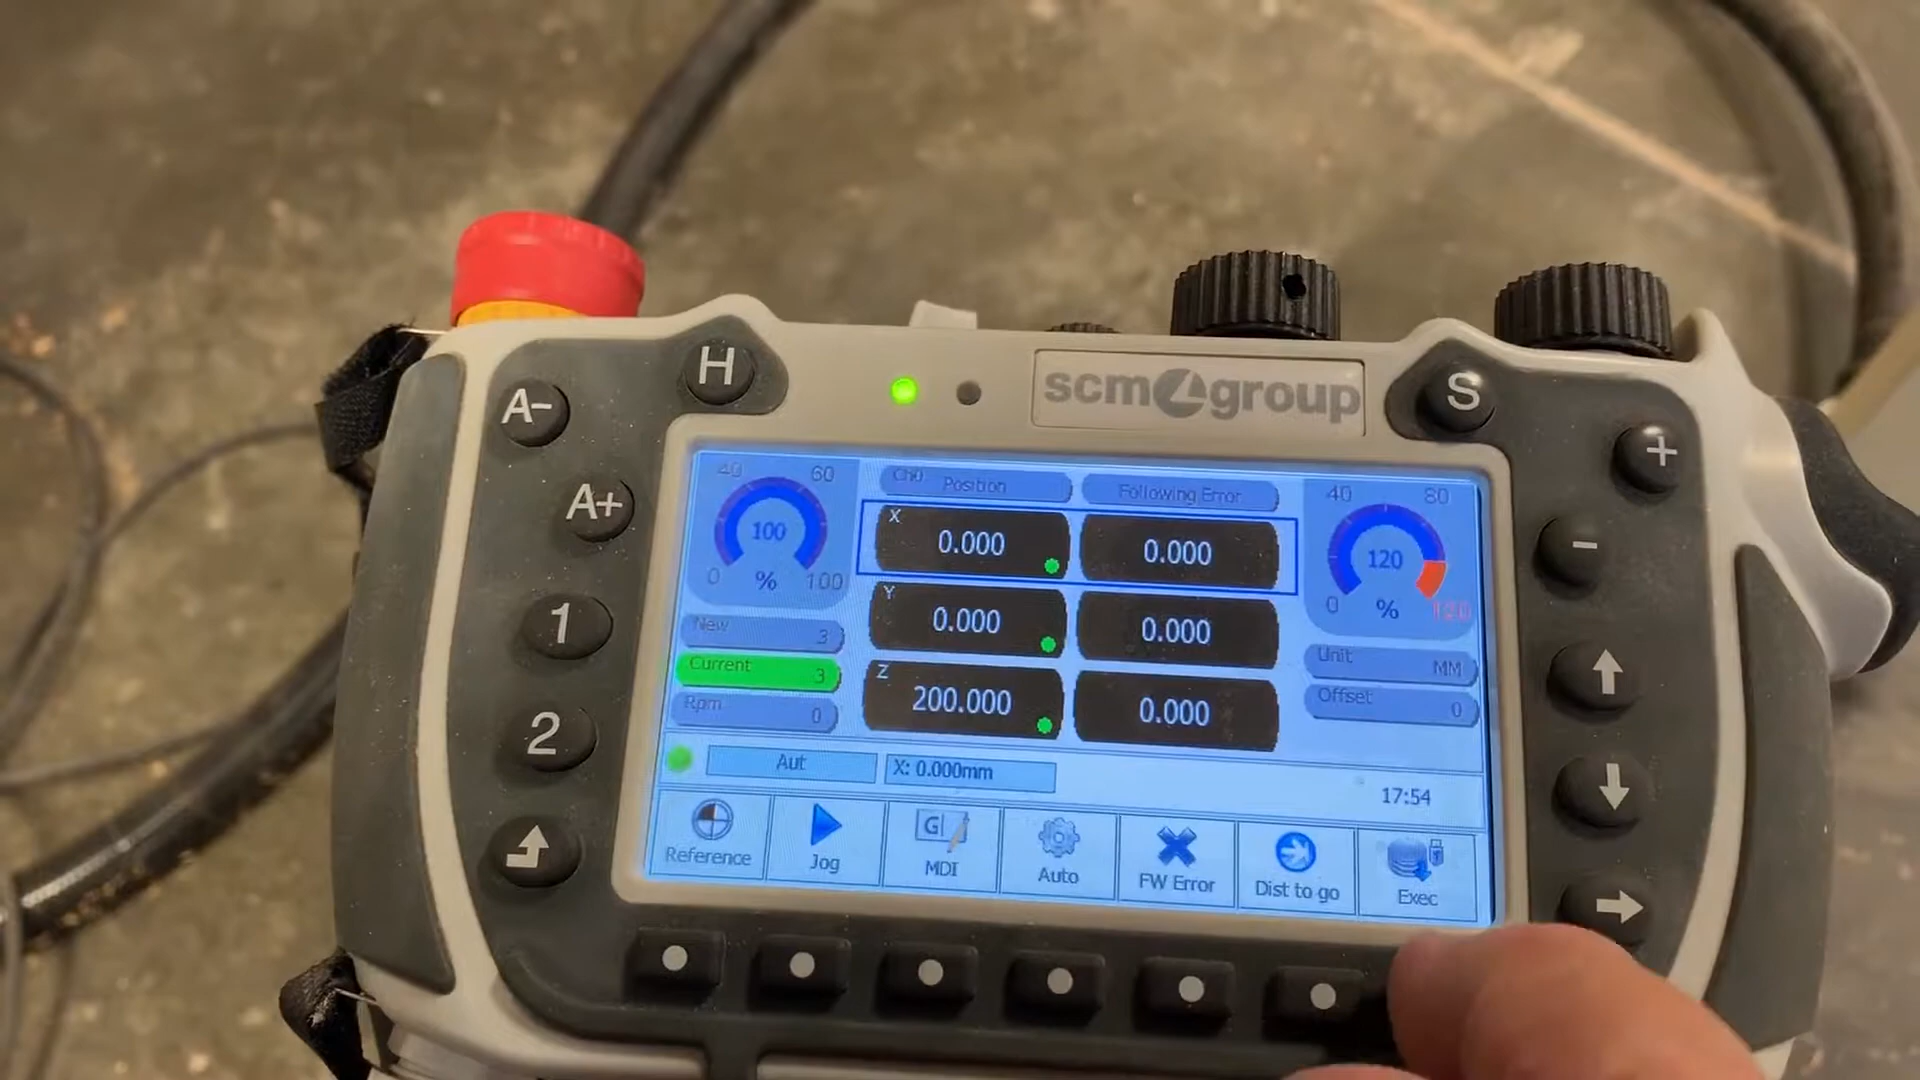 H
A-
scm group
S
+
A+
-
40 60
100
0 % 100
Ch0 Position
Following Error
40 80
120
0 % 120
X 0.000
0.000
Y 0.000
0.000
Z 200.000
0.000
New 3
Current 3
Rpm 0
Unit MM
Offset 0
1
2
Aut
X: 0.000mm
17:54
Reference
Jog
G
MDI
Auto
FW Error
Dist to go
Exec